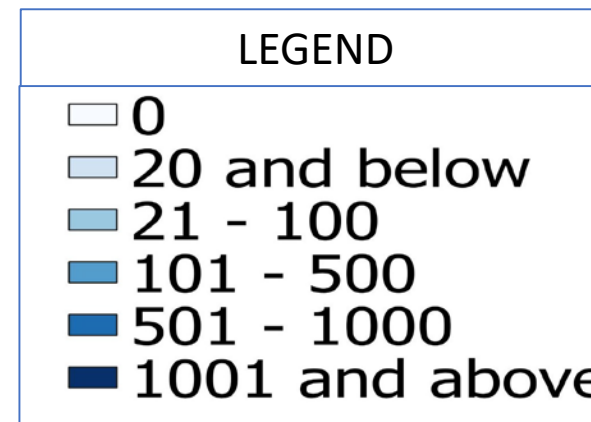 LEGEND
0
20 and below
21 - 100
101 - 500
501 - 1000
1001 and above